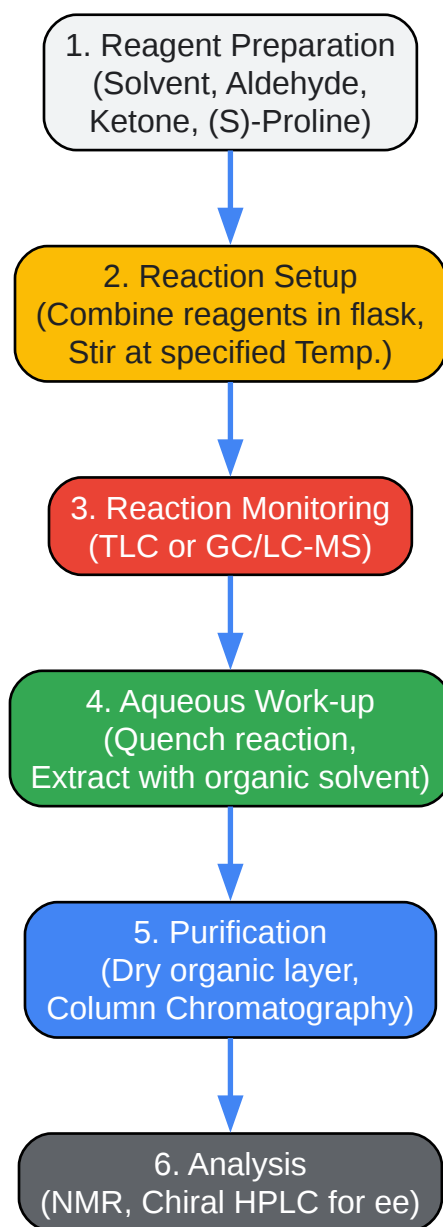 1. Reagent Preparation
(Solvent, Aldehyde,
Ketone, (S)-Proline)
2. Reaction Setup
(Combine reagents in flask,
Stir at specified Temp.)
3. Reaction Monitoring
(TLC or GC/LC-MS)
4. Aqueous Work-up
(Quench reaction,
Extract with organic solvent)
5. Purification
(Dry organic layer,
Column Chromatography)
6. Analysis
(NMR, Chiral HPLC for ee)